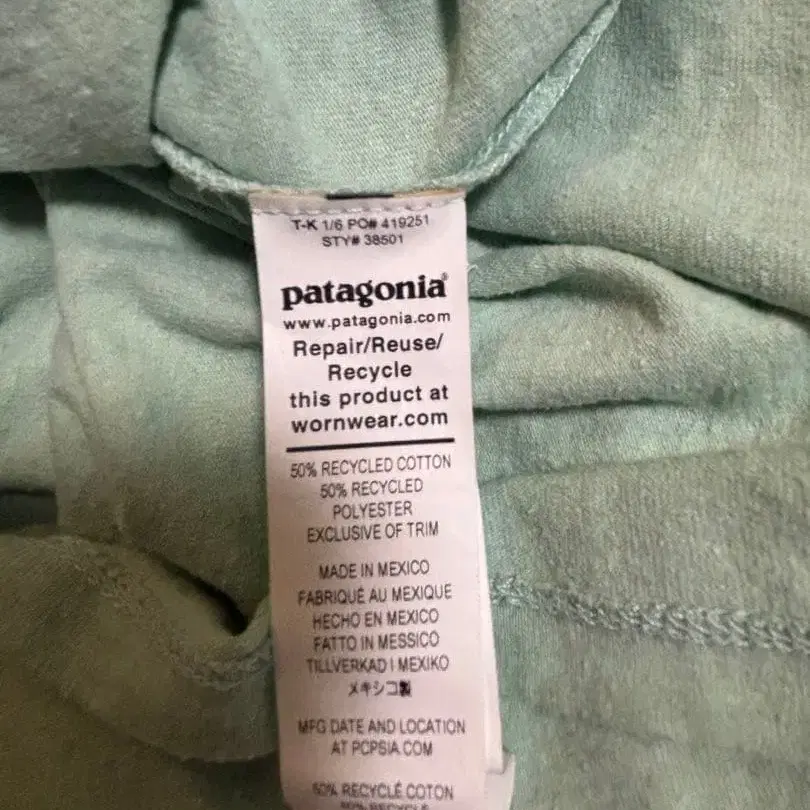 T-K 1/6 PO# 419251
STY# 38501
patagonia®
www.patagonia.com
Repair/Reuse/
Recycle
this product at
wornwear.com
50% RECYCLED COTTON
50% RECYCLED
POLYESTER
EXCLUSIVE OF TRIM
MADE IN MEXICO
FABRIQUÉ AU MEXIQUE
HECHO EN MEXICO
FATTO IN MESSICO
TILLVERKAD I MEXIKO
メキシコ製
MFG DATE AND LOCATION
AT PCPSIA.COM
50% RECYCLÉ COTON
50% RECYCLÉ